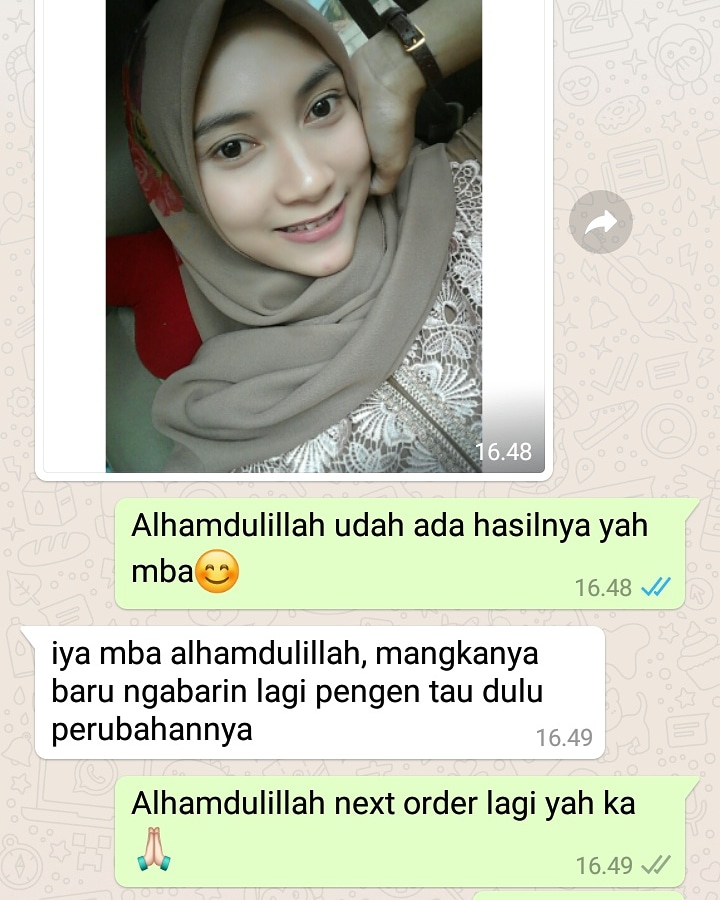 16.48
Alhamdulillah udah ada hasilnya yah
mba😊
16.48
iya mba alhamdulillah, mangkanya
baru ngabarin lagi pengen tau dulu
perubahannya
16.49
Alhamdulillah next order lagi yah ka
🙏
16.49